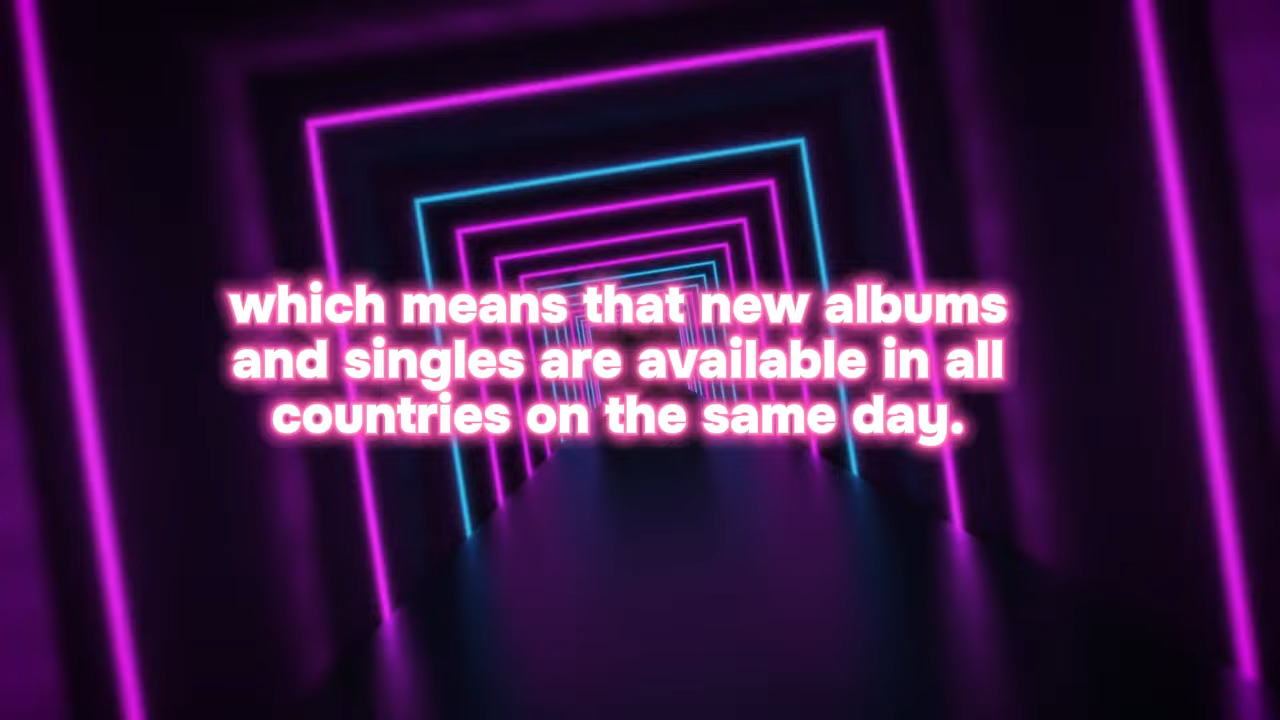 which means that new albums
and singles are available in all
countries on the same day.